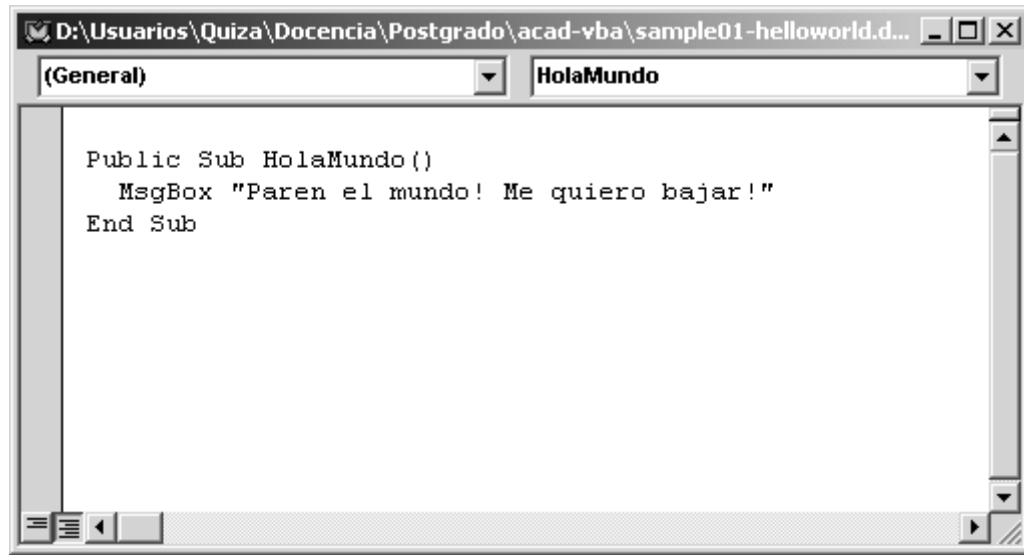 D:\Usuarios\Quiza\Docencia\Postgrado\acad-vba\sample01-helloworld.d...
(General) HolaMundo
Public Sub HolaMundo()
MsgBox "Paren el mundo! Me quiero bajar!"
End Sub